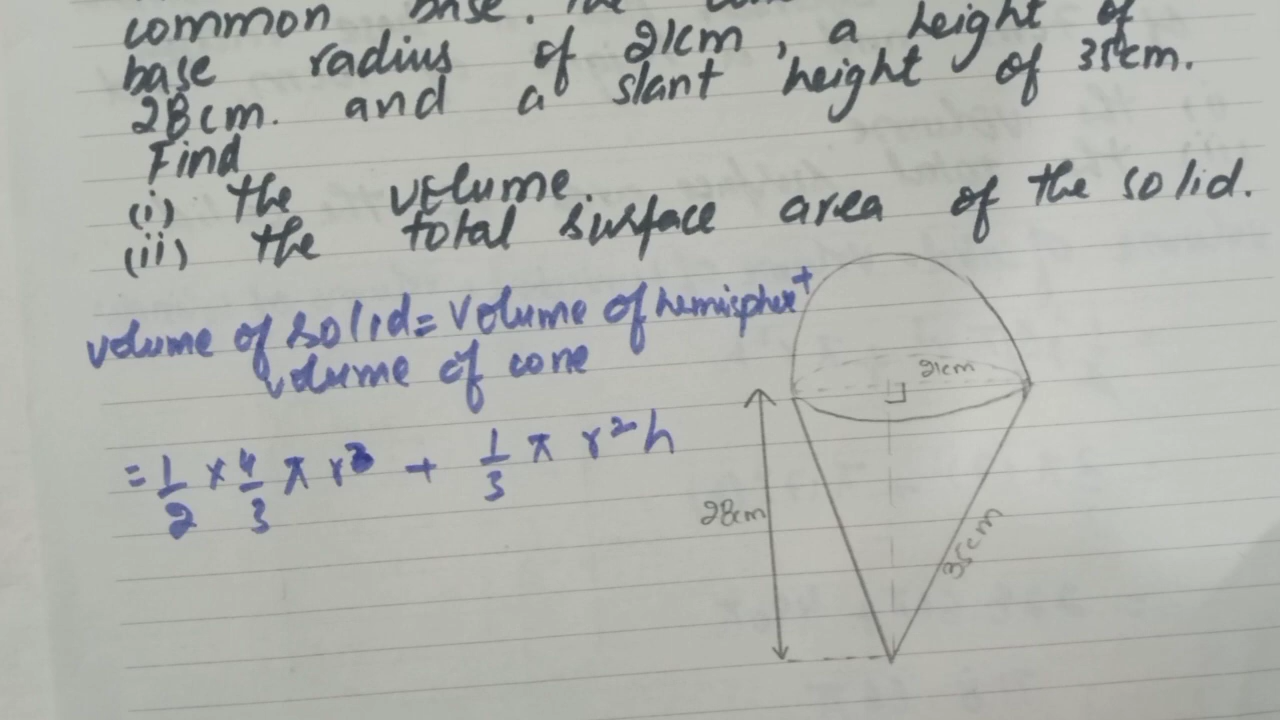 common base. The
base radius of 21cm, a height of
28cm. and a slant height of 35cm.
Find
(i) the volume.
(ii) the total surface area of the solid.
volume of solid = Volume of hemisphere +
volume of cone
= 1/2 × 4/3 π r³ + 1/3 π r² h
21cm
28cm
35cm